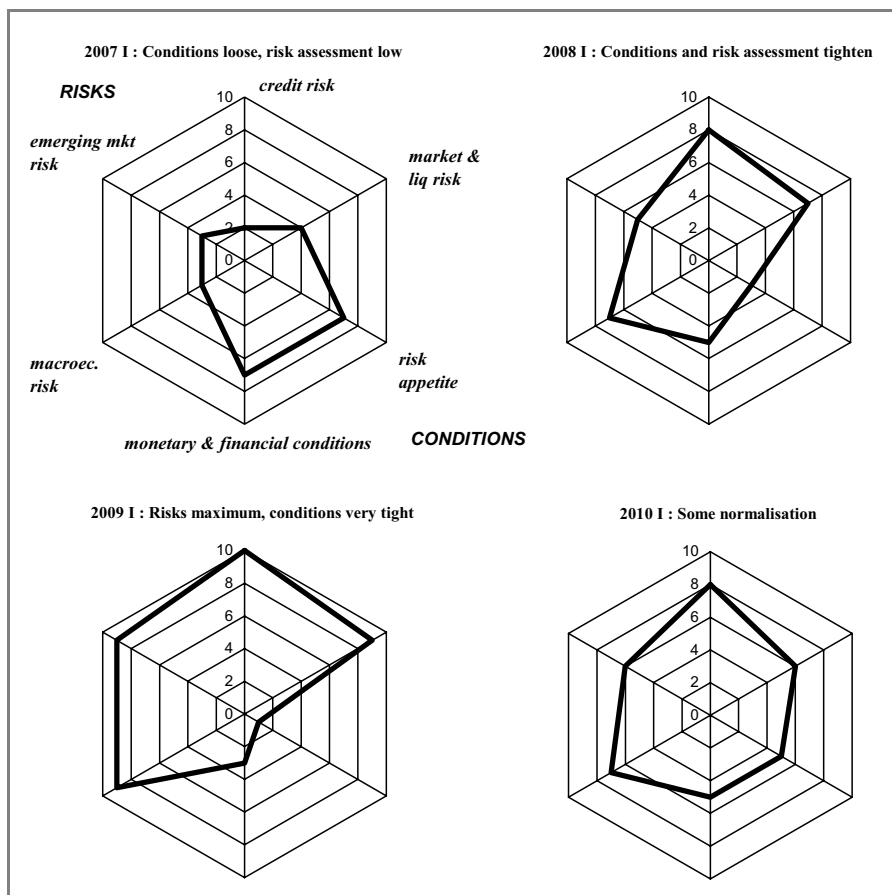 2007 I : Conditions loose, risk assessment low
RISKS
credit risk
emerging mkt
risk
market &
liq risk
10
8
6
4
2
0
macroec.
risk
risk
appetite
monetary & financial conditions
CONDITIONS
2008 I : Conditions and risk assessment tighten
10
8
6
4
2
0
2009 I : Risks maximum, conditions very tight
10
8
6
4
2
0
2010 I : Some normalisation
10
8
6
4
2
0